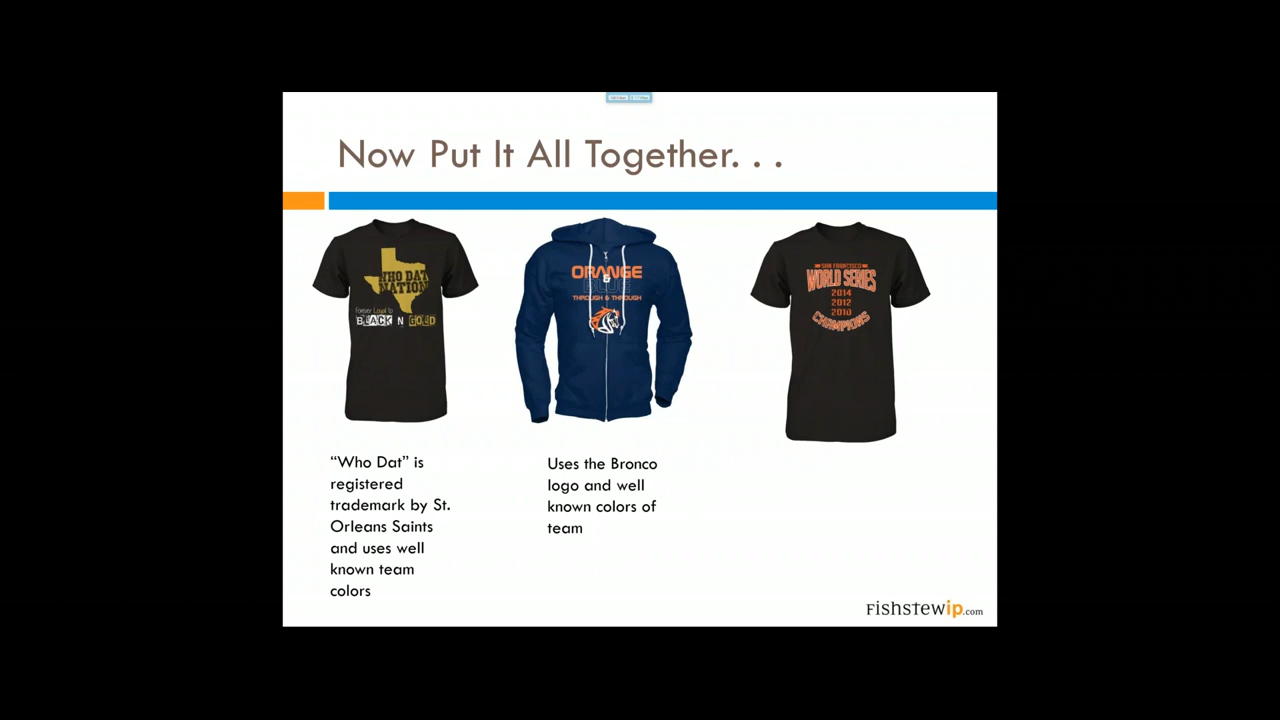 Now Put It All Together. . .
WHO DAT
NATION
Forever Loyal to
BLACK N GOLD
ORANGE
&
BLUE
THROUGH & THROUGH
SAN FRANCISCO
WORLD SERIES
2014
2012
2010
CHAMPIONS
“Who Dat” is
registered
trademark by St.
Orleans Saints
and uses well
known team
colors
Uses the Bronco
logo and well
known colors of
team
FISHSTEWip.com